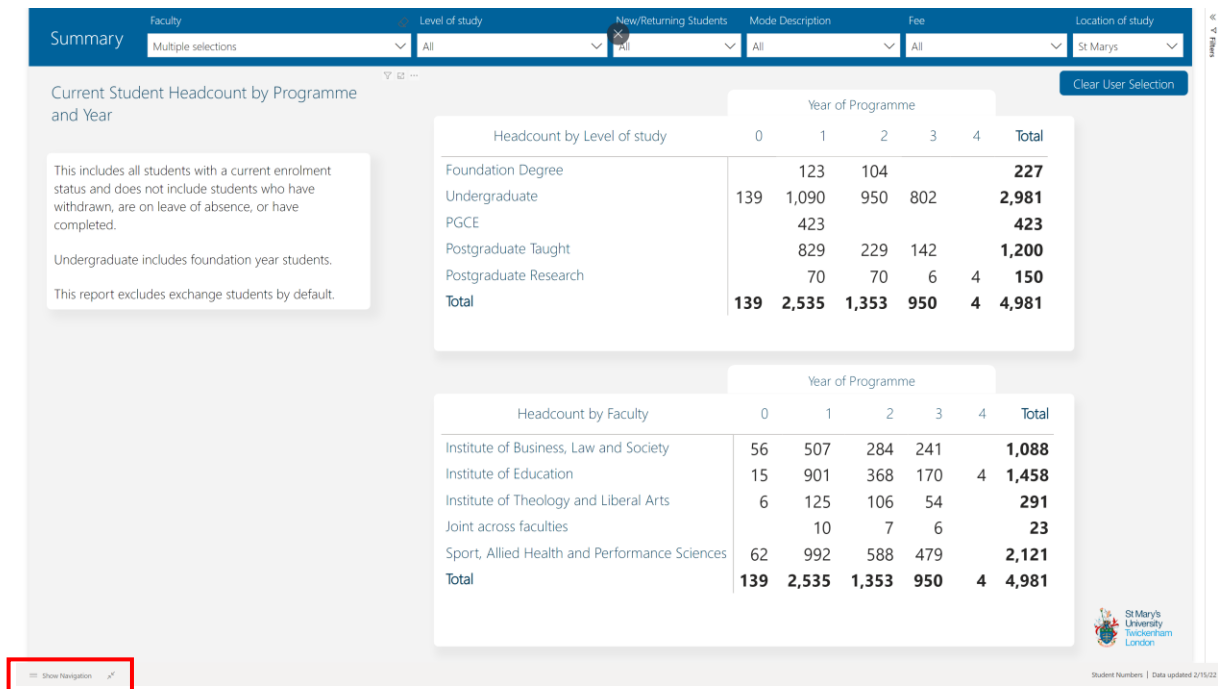 Summary
Faculty
Level of study
New/Returning Students
Mode Description
Fee
Location of study
Multiple selections
All
All
All
All
St Marys
Filters
Clear User Selection
Current Student Headcount by Programme
and Year
This includes all students with a current enrolment
status and does not include students who have
withdrawn, are on leave of absence, or have
completed.
Undergraduate includes foundation year students.
This report excludes exchange students by default.
Year of Programme
Headcount by Level of study 0 1 2 3 4 Total
Foundation Degree 123 104 227
Undergraduate 139 1,090 950 802 2,981
PGCE 423 423
Postgraduate Taught 829 229 142 1,200
Postgraduate Research 70 70 6 4 150
Total 139 2,535 1,353 950 4 4,981
Year of Programme
Headcount by Faculty 0 1 2 3 4 Total
Institute of Business, Law and Society 56 507 284 241 1,088
Institute of Education 15 901 368 170 4 1,458
Institute of Theology and Liberal Arts 6 125 106 54 291
Joint across faculties 10 7 6 23
Sport, Allied Health and Performance Sciences 62 992 588 479 2,121
Total 139 2,535 1,353 950 4 4,981
St Mary's
University
Twickenham
London
Show Navigation
Student Numbers | Data updated 2/15/22